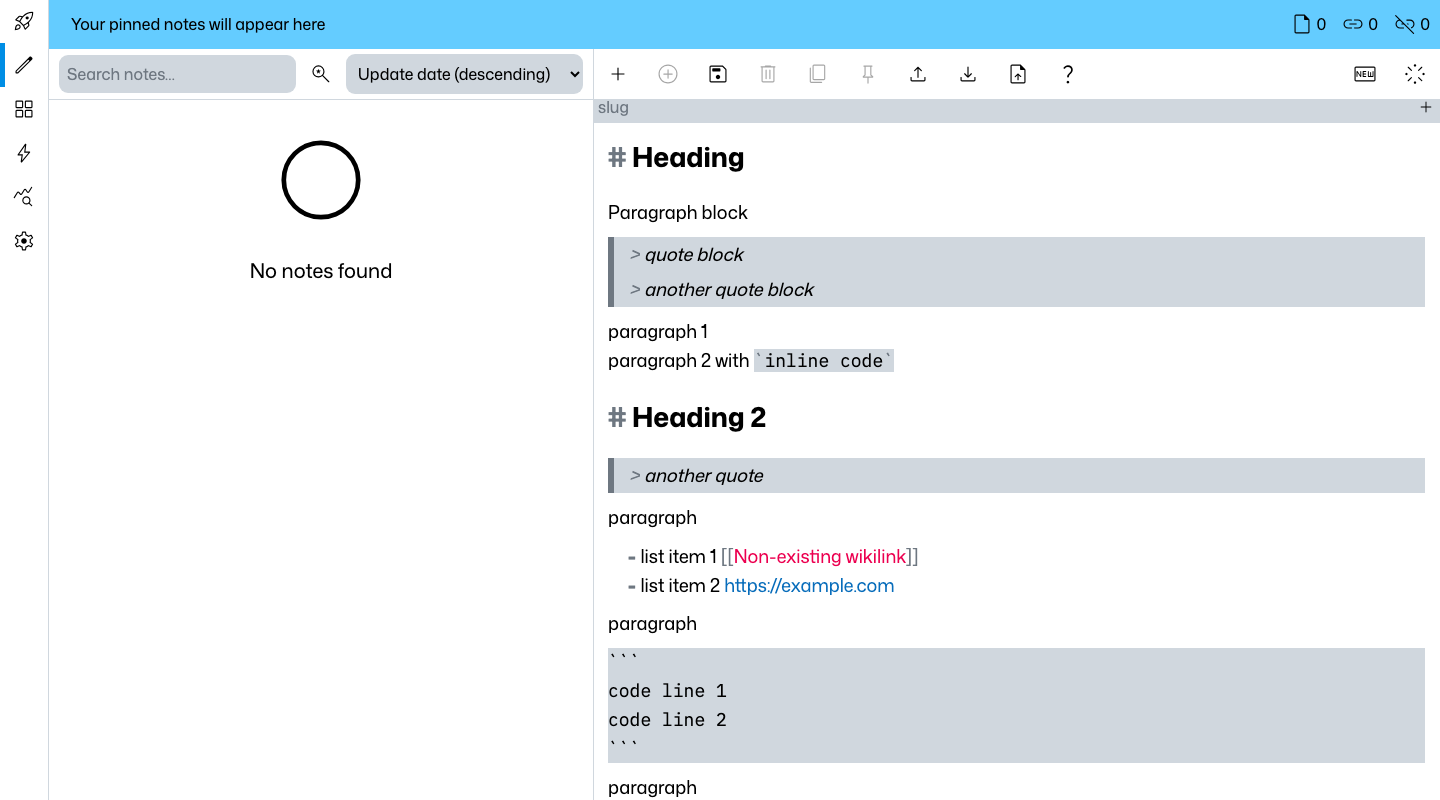 Your pinned notes will appear here
0
0
0
Search notes...
Update date (descending)
?
NEW
slug
+
# Heading
Paragraph block
> quote block
> another quote block
paragraph 1
paragraph 2 with `inline code`
# Heading 2
> another quote
paragraph
- list item 1 [[Non-existing wikilink]]
- list item 2 https://example.com
paragraph
```
code line 1
code line 2
```
paragraph
No notes found